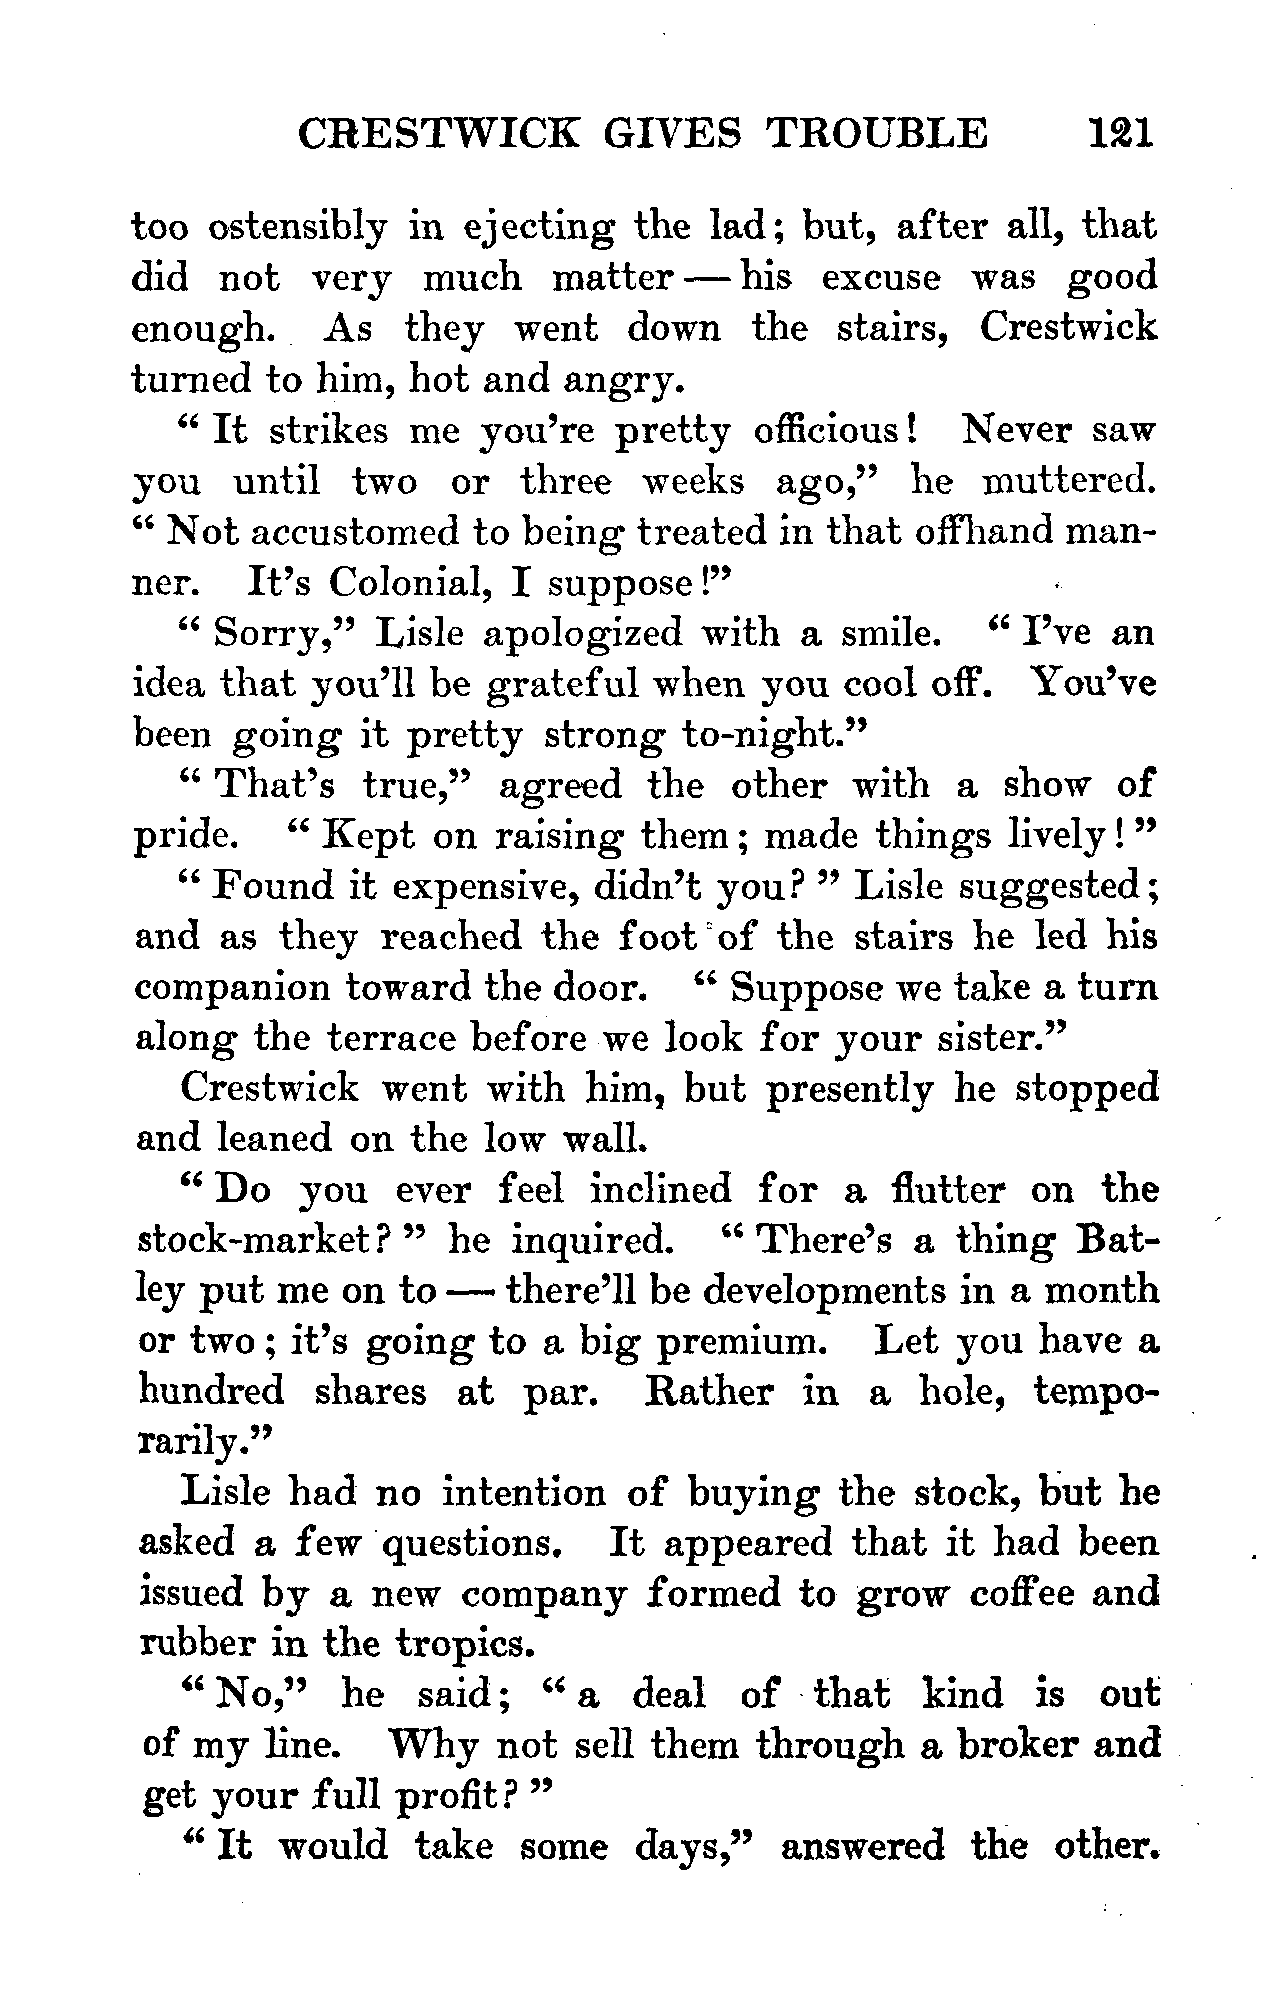 CRESTWICK GIVES TROUBLE 121
too ostensibly in ejecting the lad; but, after all, that
did not very much matter — his excuse was good
enough. As they went down the stairs, Crestwick
turned to him, hot and angry.
" It strikes me you're pretty officious! Never saw
you until two or three weeks ago," he muttered.
" Not accustomed to being treated in that offhand man-
ner. It's Colonial, I suppose!"
" Sorry," Lisle apologized with a smile. " I've an
idea that you'll be grateful when you cool off. You've
been going it pretty strong to-night."
" That's true," agreed the other with a show of
pride. " Kept on raising them; made things lively! "
" Found it expensive, didn't you? " Lisle suggested;
and as they reached the foot of the stairs he led his
companion toward the door. " Suppose we take a turn
along the terrace before we look for your sister."
Crestwick went with him, but presently he stopped
and leaned on the low wall.
" Do you ever feel inclined for a flutter on the
stock-market? " he inquired. " There's a thing Bat-
ley put me on to — there'll be developments in a month
or two; it's going to a big premium. Let you have a
hundred shares at par. Rather in a hole, tempo-
rarily."
Lisle had no intention of buying the stock, but he
asked a few questions. It appeared that it had been
issued by a new company formed to grow coffee and
rubber in the tropics.
" No," he said; " a deal of that kind is out
of my line. Why not sell them through a broker and
get your full profit? "
" It would take some days," answered the other.